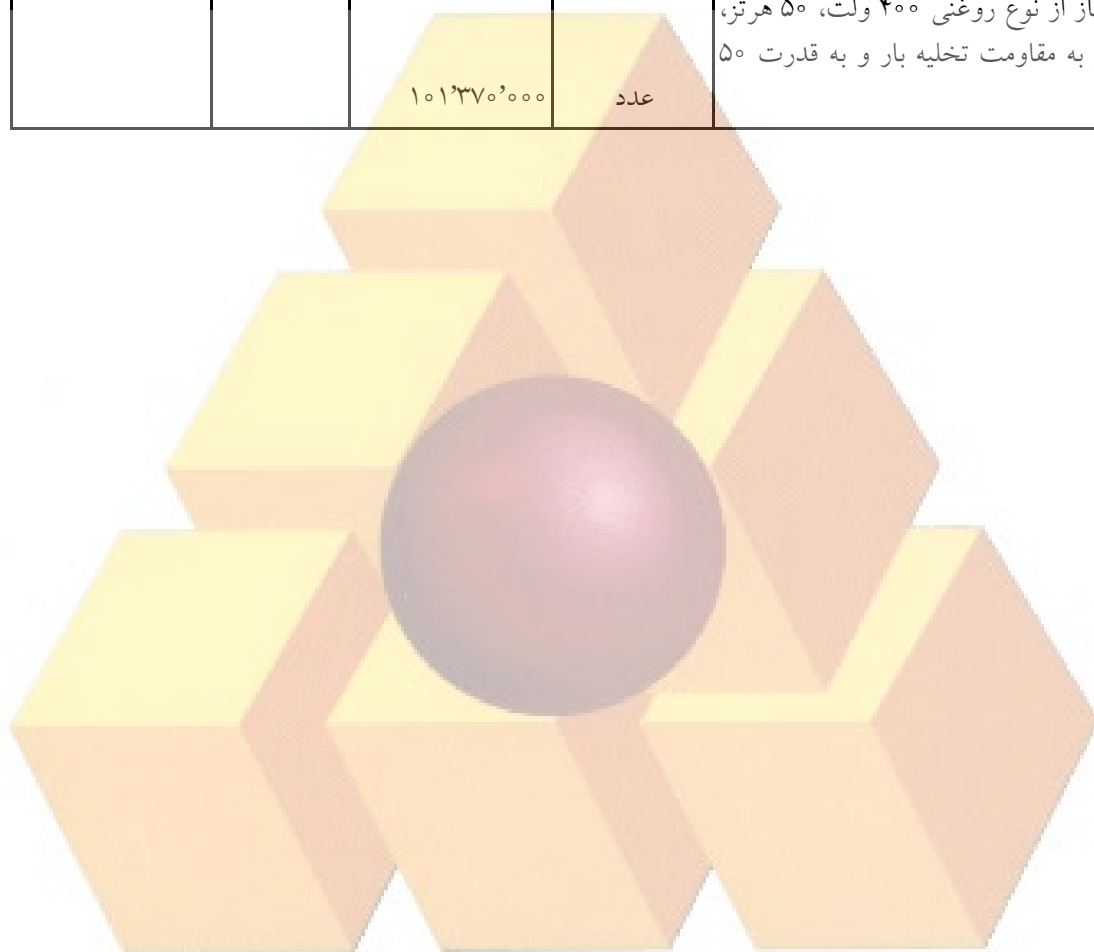 از نوع روغنی ۴۰۰ ولت، ۵۰ هرتز،
به مقاومت تخلیه بار و به قدرت ۵۰
عدد ۱۰۱'۳۷۰'۰۰۰